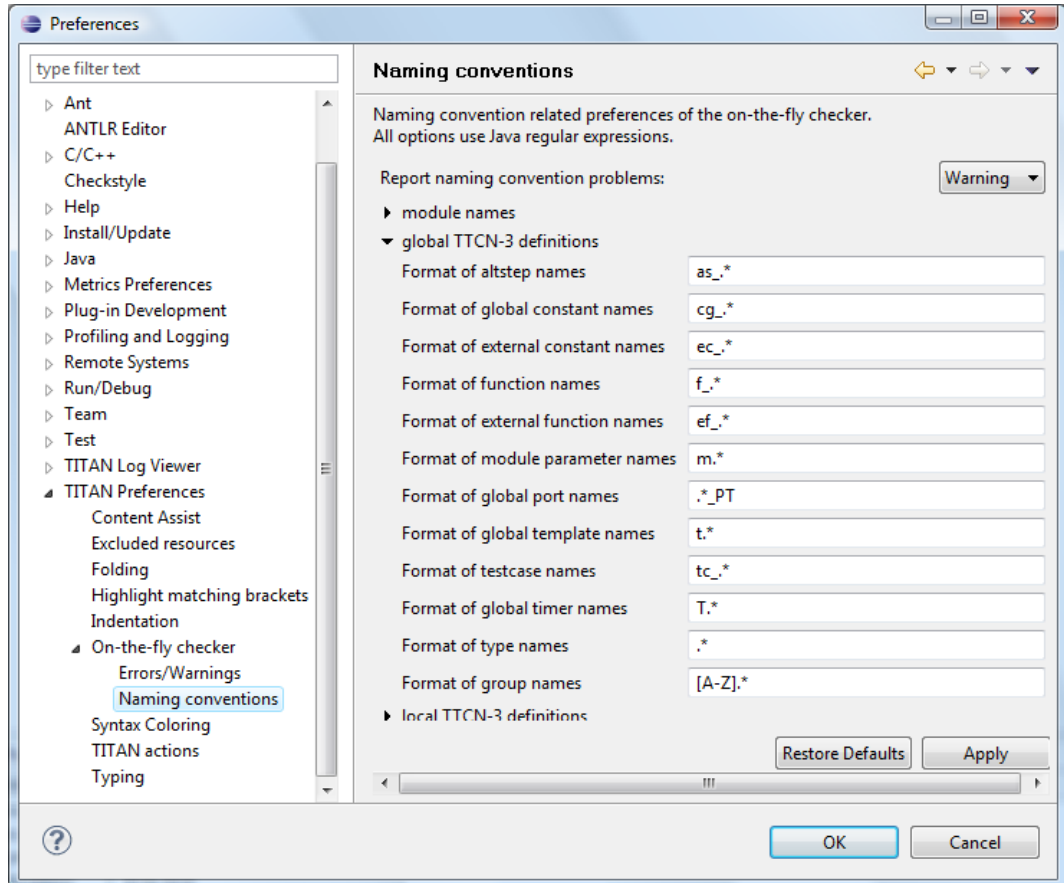 Preferences
type filter text
Ant
ANTLR Editor
C/C++
Checkstyle
Help
Install/Update
Java
Metrics Preferences
Plug-in Development
Profiling and Logging
Remote Systems
Run/Debug
Team
Test
TITAN Log Viewer
TITAN Preferences
Content Assist
Excluded resources
Folding
Highlight matching brackets
Indentation
On-the-fly checker
Errors/Warnings
Naming conventions
Syntax Coloring
TITAN actions
Typing
Naming conventions
Naming convention related preferences of the on-the-fly checker.
All options use Java regular expressions.
Report naming convention problems: Warning
module names
global TTCN-3 definitions
Format of altstep names as_.*
Format of global constant names cg_.*
Format of external constant names ec_.*
Format of function names f_.*
Format of external function names ef_.*
Format of module parameter names m.*
Format of global port names .*_PT
Format of global template names t.*
Format of testcase names tc_.*
Format of global timer names T.*
Format of type names .*
Format of group names [A-Z].*
local TTCN-3 definitions
Restore Defaults Apply
OK Cancel